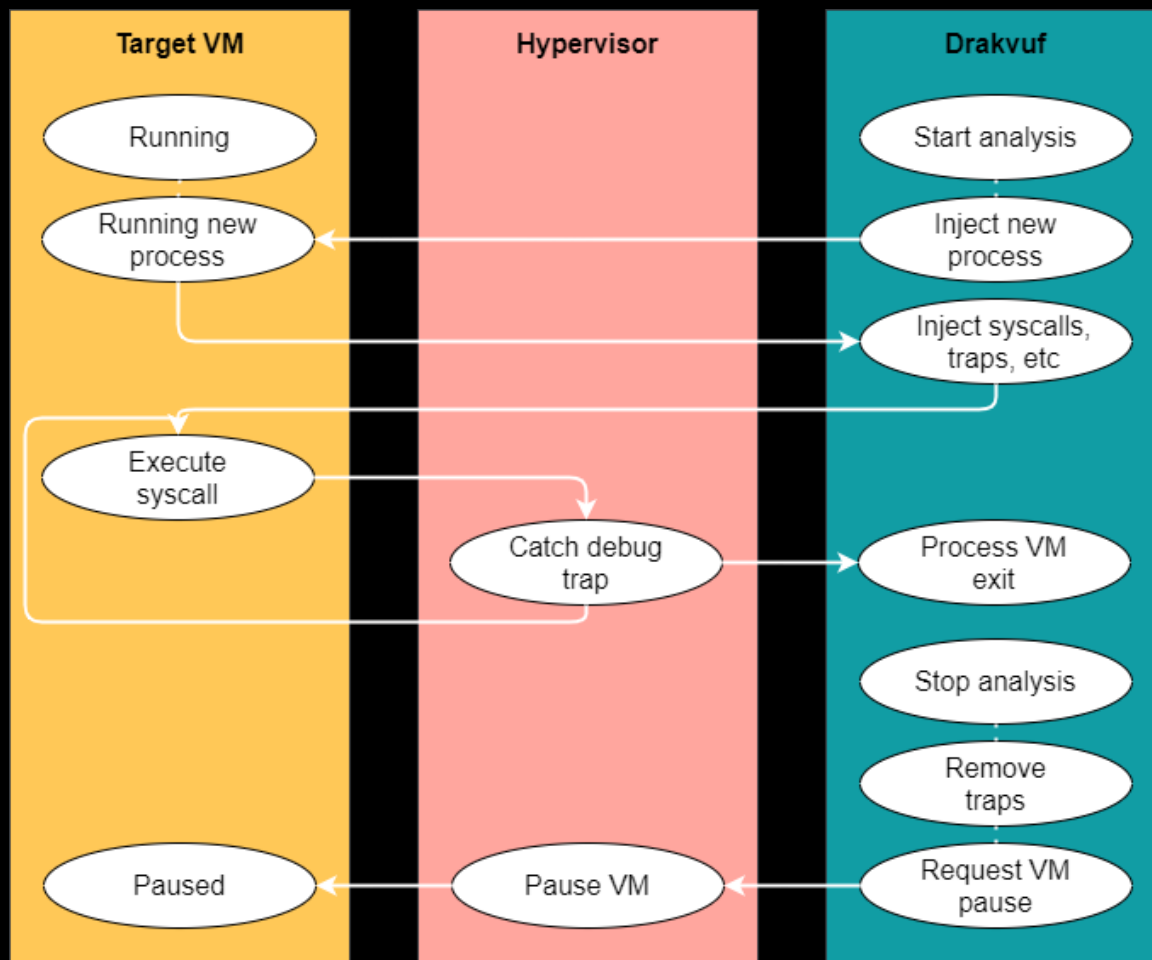 Target VM
Hypervisor
Drakvuf
Running
Start analysis
Running new
process
Inject new
process
Inject syscalls,
traps, etc
Execute
syscall
Catch debug
trap
Process VM
exit
Stop analysis
Remove
traps
Paused
Pause VM
Request VM
pause